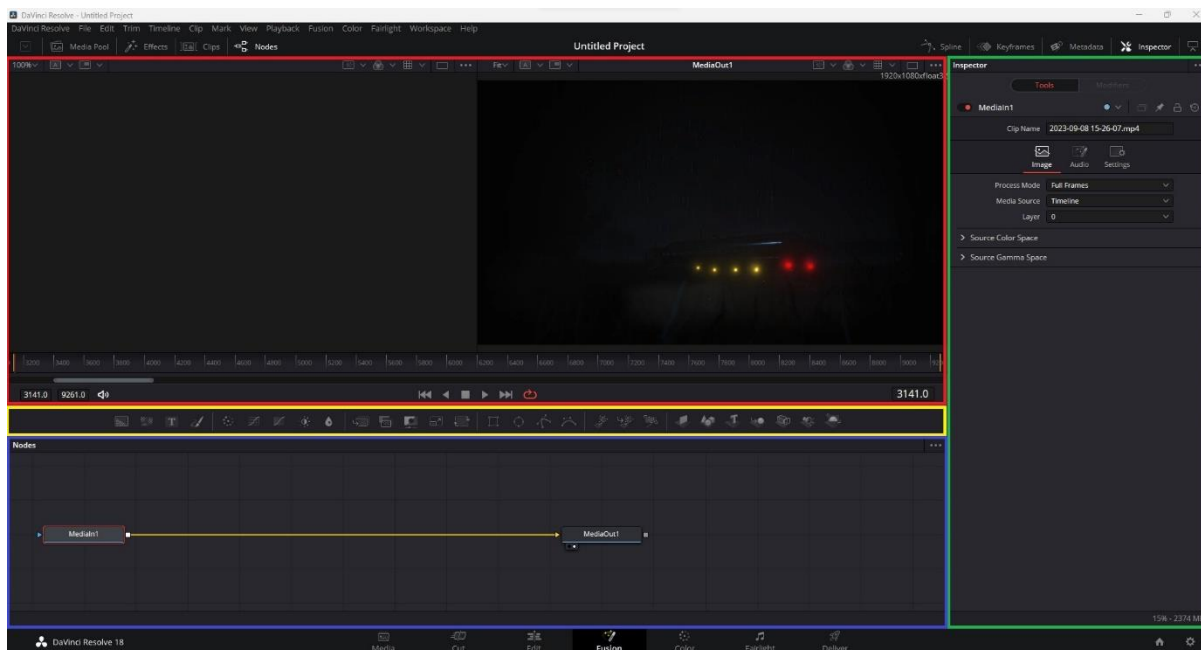 DaVinci Resolve - Untitled Project
DaVinci Resolve File Edit Trim Timeline Clip Mark View Playback Fusion Color Fairlight Workspace Help
Media Pool Effects Clips Nodes Untitled Project Spline Keyframes Metadata Inspector
100% Fit MediaOut1 Inspector
1920x1080xfloat3
Tools Modifiers
MediaIn1
Clip Name 2023-09-08 15-26-07.mp4
Image Audio Settings
Process Mode Full Frames
Media Source Timeline
Layer 0
Source Color Space
Source Gamma Space
3200 3400 3600 3800 4000 4200 4400 4600 4800 5000 5200 5400 5600 5800 6000 6200 6400 6600 6800 7000 7200 7400 7600 7800 8000 8200 8400 8600 8800 9000
3141.0 9261.0 3141.0
Nodes
MediaIn1 MediaOut1
15% - 2374 M
DaVinci Resolve 18 Media Cut Edit Fusion Color Fairlight Deliver